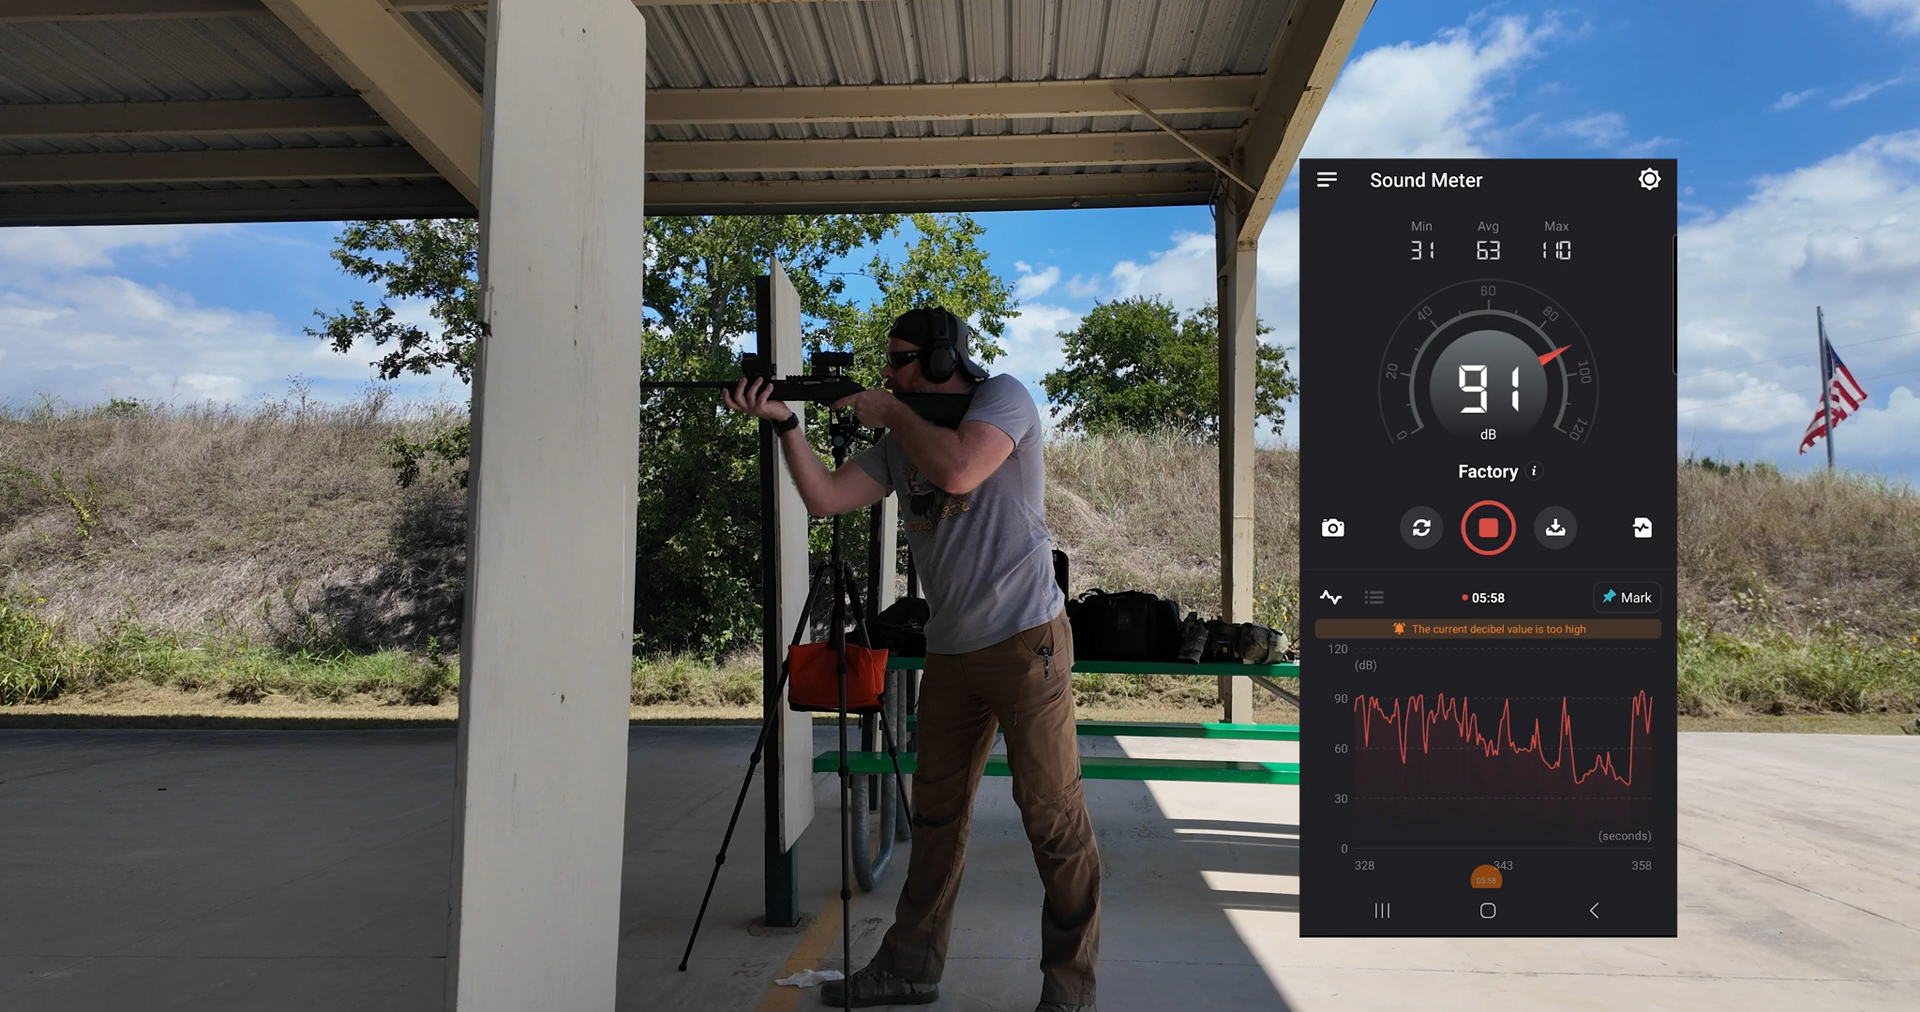 Sound Meter
Min Avg Max
31 63 110
0 20 40 60 80 100 120
91
dB
Factory i
05:58
Mark
The current decibel value is too high
120
(dB)
90
60
30
(seconds)
0
328 343 358
05:58